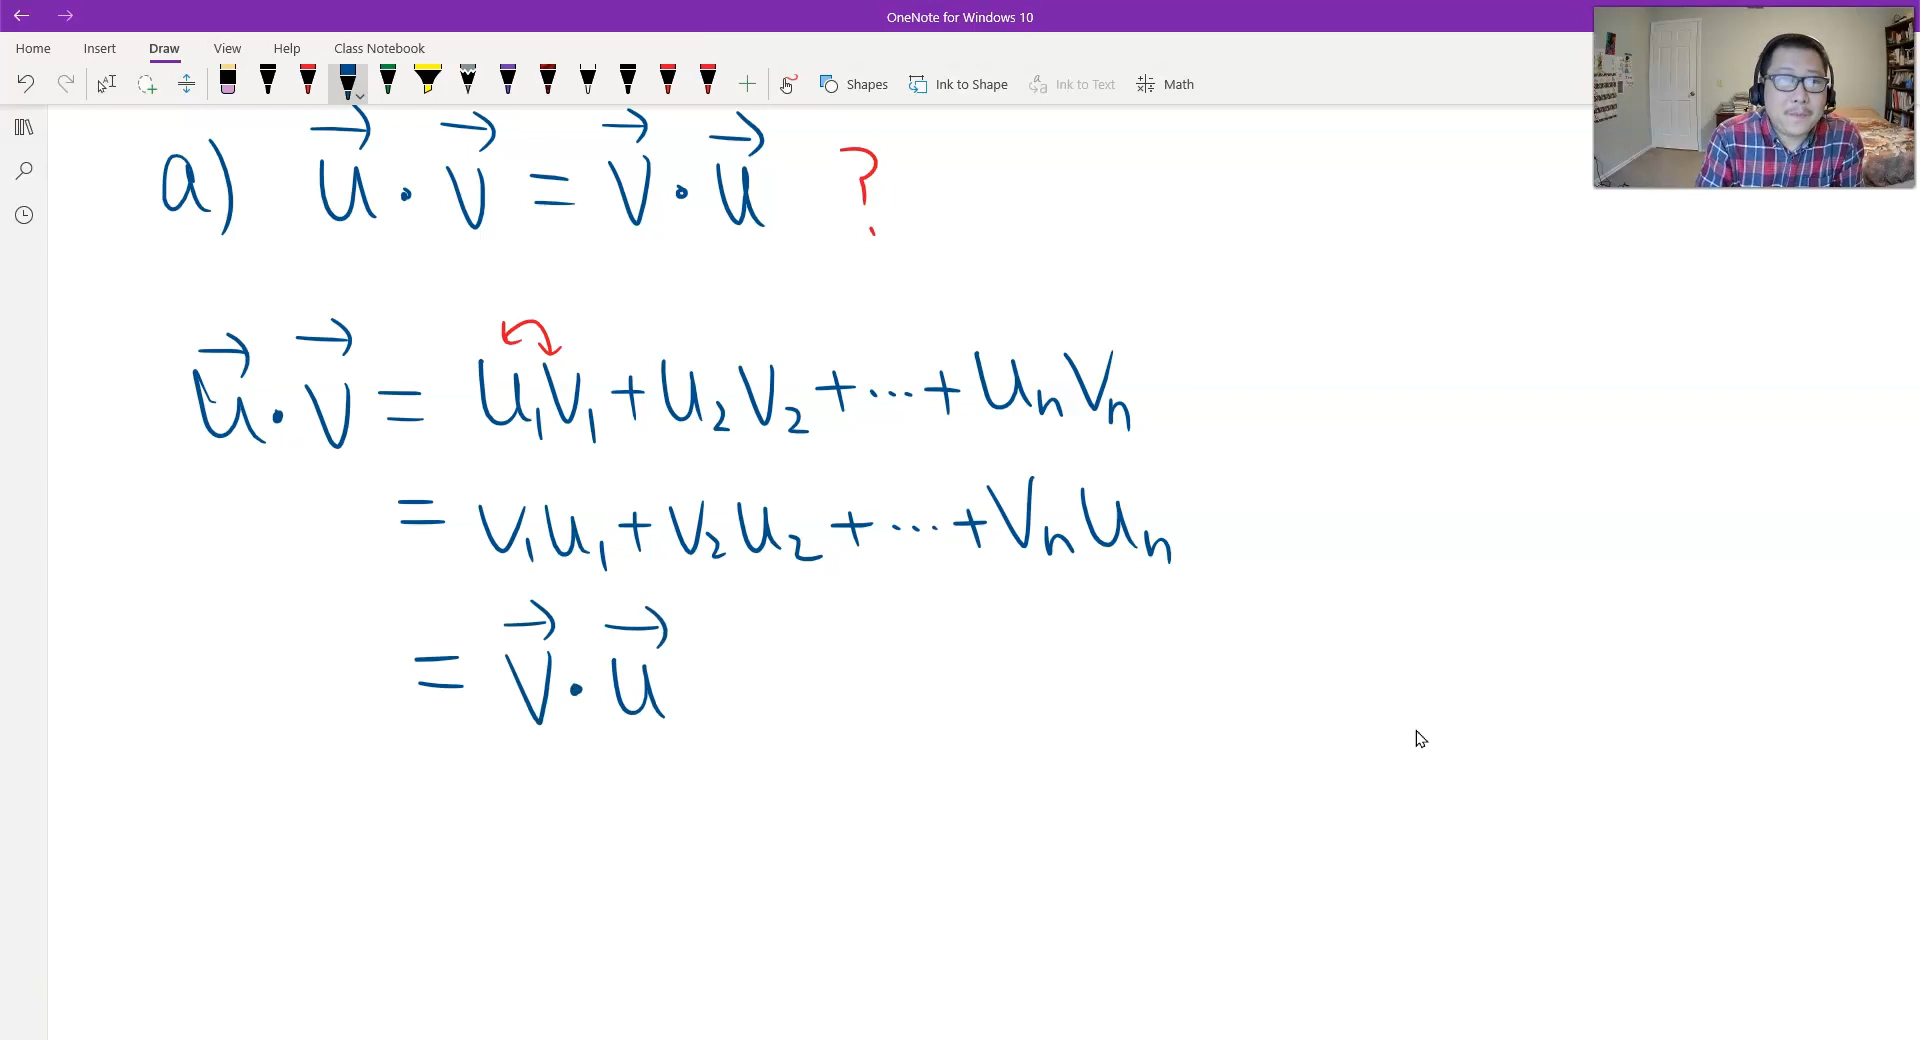 OneNote for Windows 10
Home Insert Draw View Help Class Notebook
Shapes Ink to Shape Ink to Text Math
a) u⃗ · v⃗ = v⃗ · u⃗ ?
u⃗ · v⃗ = u₁v₁ + u₂v₂ + ... + uₙvₙ
= v₁u₁ + v₂u₂ + ... + vₙuₙ
= v⃗ · u⃗